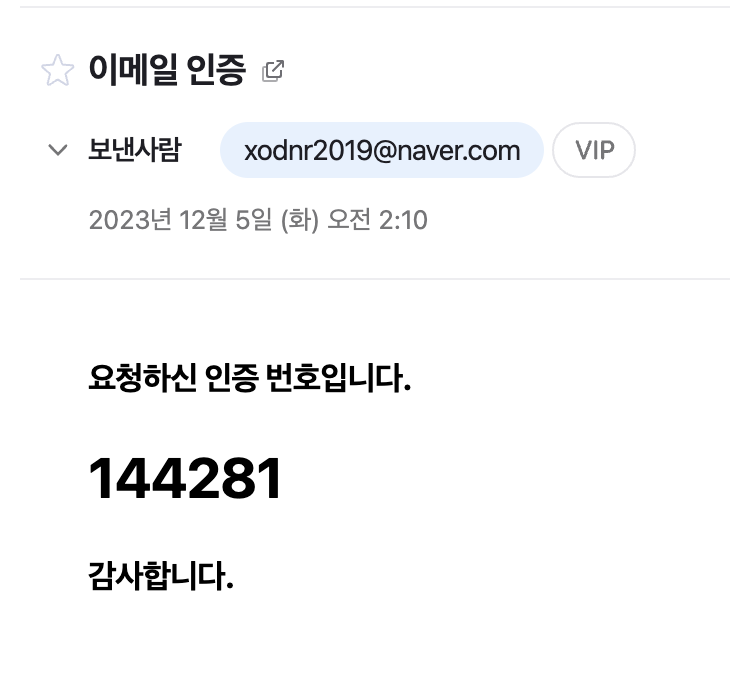 이메일 인증
보낸사람 xodnr2019@naver.com VIP
2023년 12월 5일 (화) 오전 2:10
요청하신 인증 번호입니다.
144281
감사합니다.